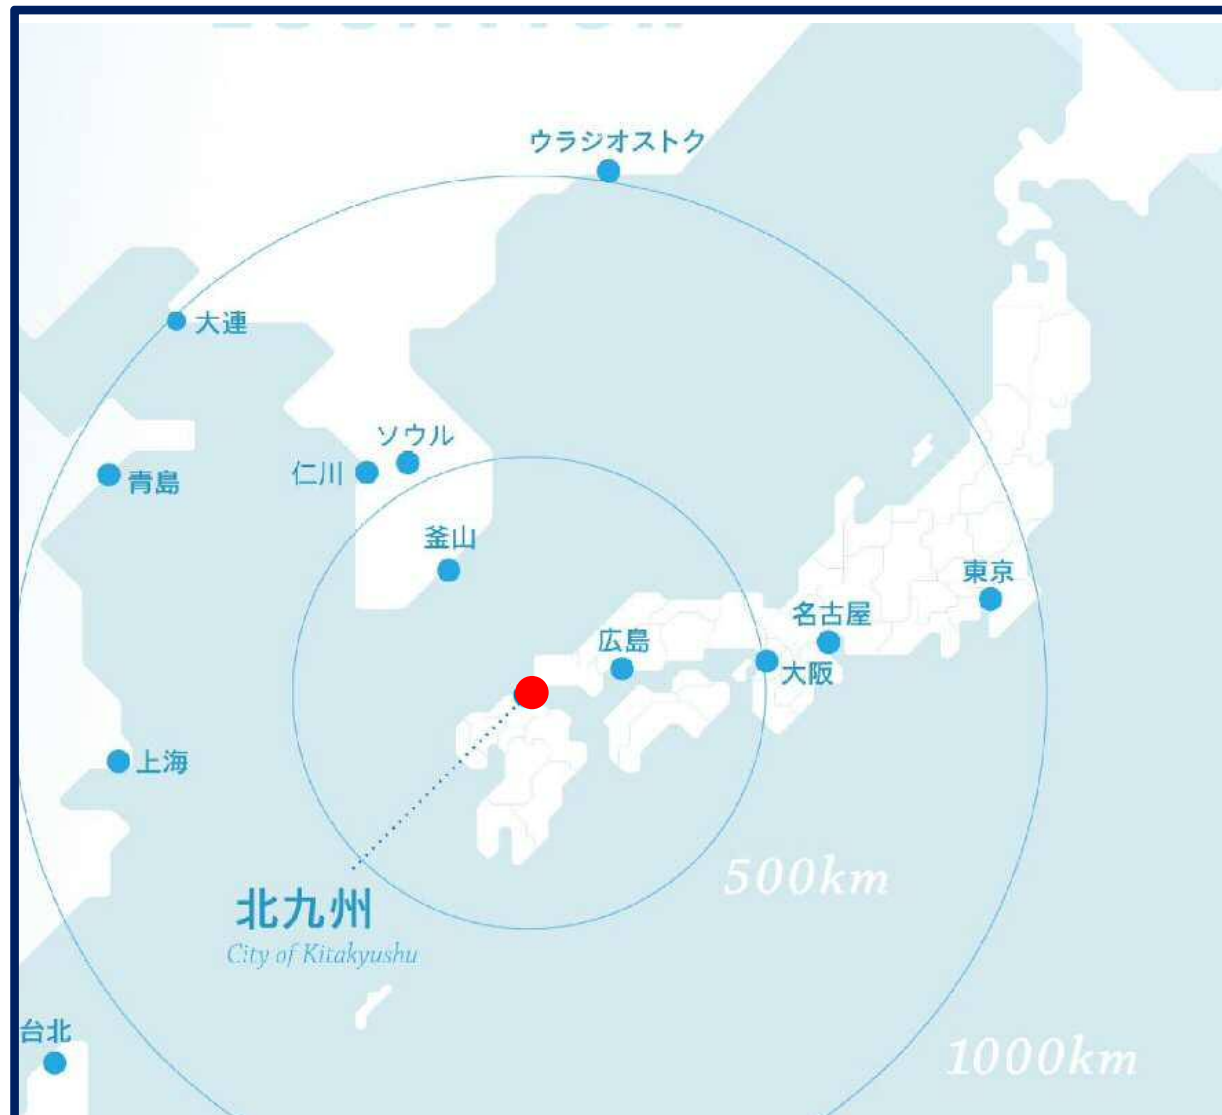 ウラジオストク
大連
ソウル
仁川
青島
釜山
東京
名古屋
広島
大阪
上海
500km
北九州
City of Kitakyushu
台北
1000km